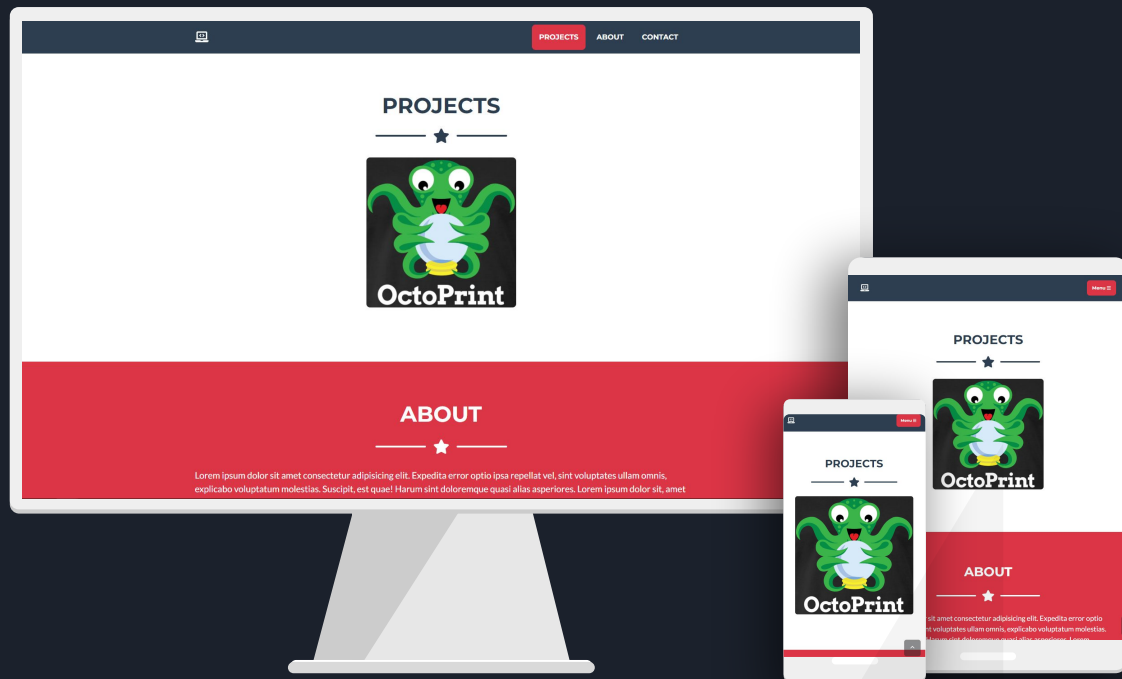 PROJECTS ABOUT CONTACT
PROJECTS
OctoPrint
ABOUT
Lorem ipsum dolor sit amet consectetur adipisicing elit. Expedita error optio ipsa repellat vel, sint voluptates ullam omnis,
explicabo voluptatum molestias. Suscipit, est quae! Harum sint doloremque quasi alias asperiores. Lorem ipsum dolor sit, amet
Menu
PROJECTS
OctoPrint
ABOUT
sit amet consectetur adipisicing elit. Expedita error optio
voluptates ullam omnis, explicabo voluptatum molestias.
Menu
PROJECTS
OctoPrint